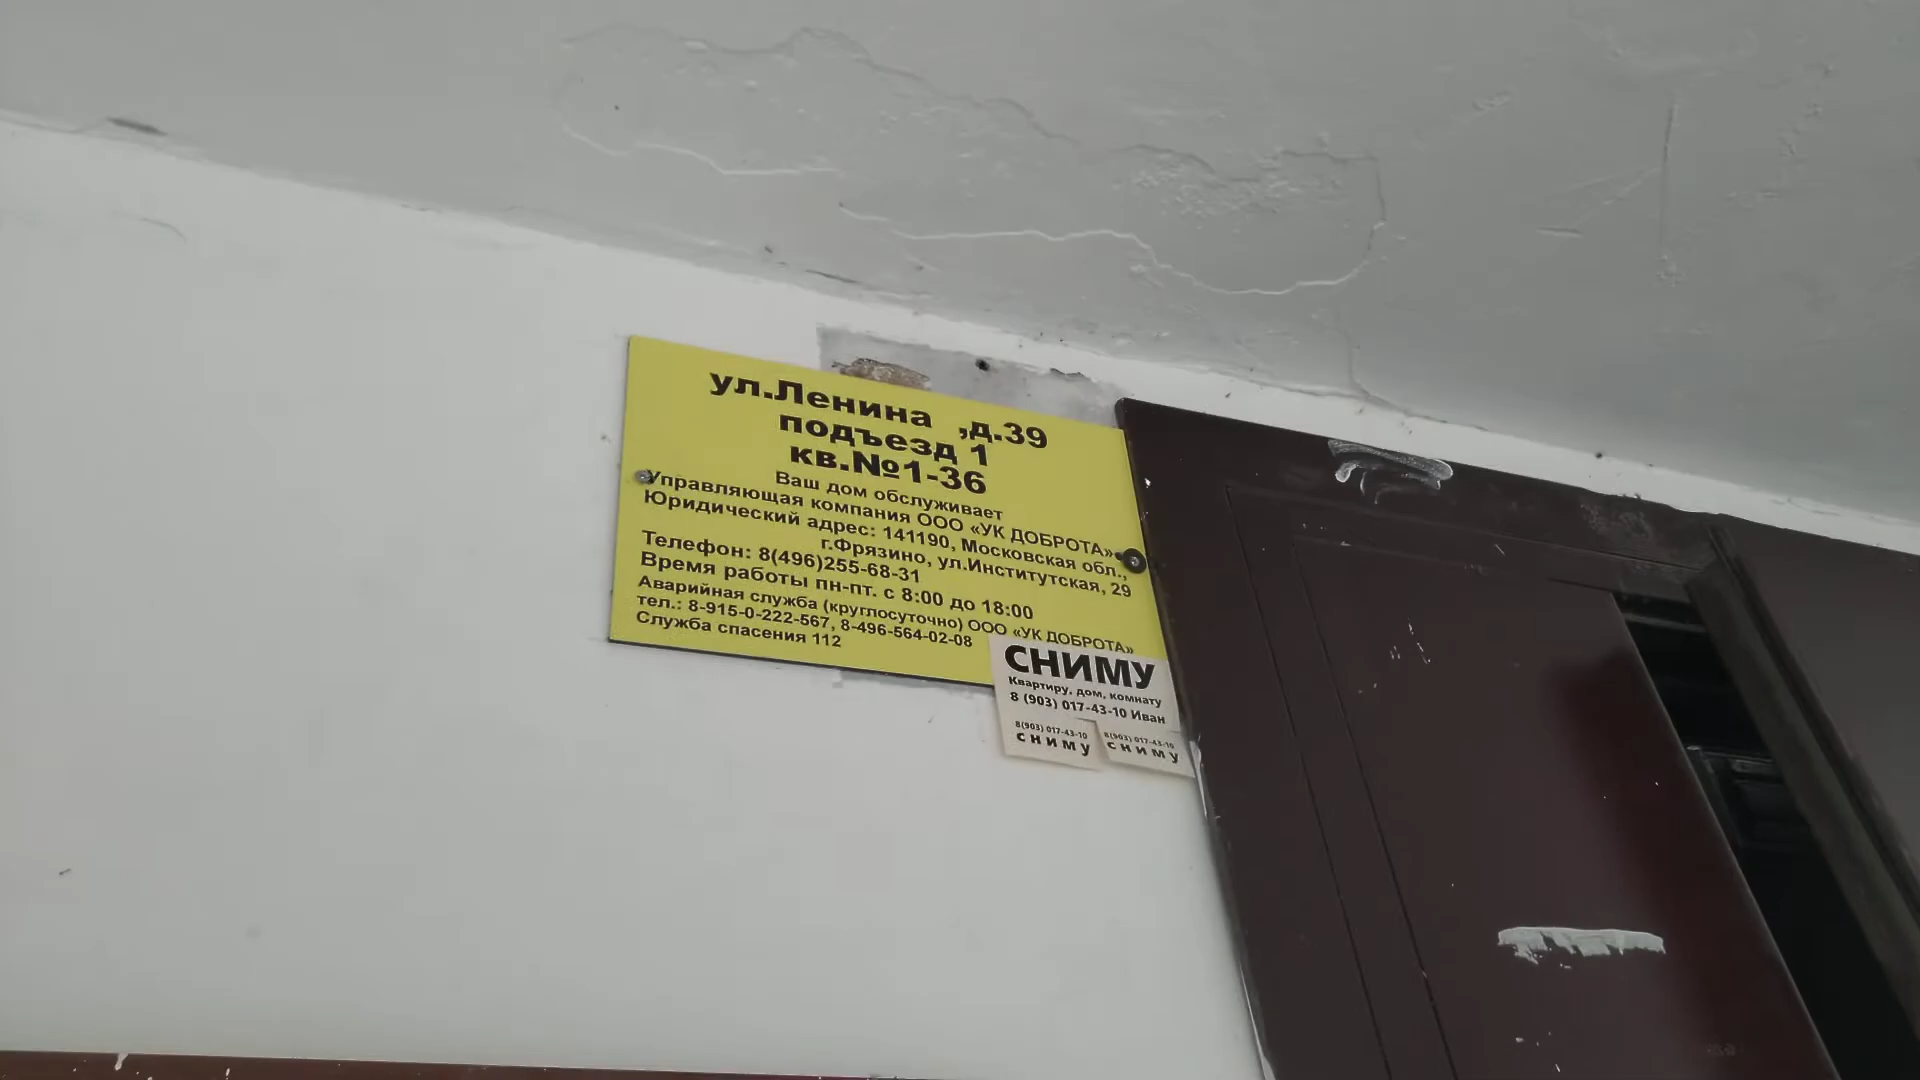 ул.Ленина ,д.39
подъезд 1
кв.№1-36
Ваш дом обслуживает
Управляющая компания ООО «УК ДОБРОТА»
Юридический адрес: 141190, Московская обл.,
г.Фрязино, ул.Институтская, 29
Телефон: 8(496)255-68-31
Время работы пн-пт. с 8:00 до 18:00
Аварийная служба (круглосуточно) ООО «УК ДОБРОТА»
тел.: 8-915-0-222-567, 8-496-564-02-08
Служба спасения 112
СНИМУ
Квартиру, дом, комнату
8 (903) 017-43-10 Иван
8(903) 017-43-10
сниму
8(903) 017-43-10
сниму